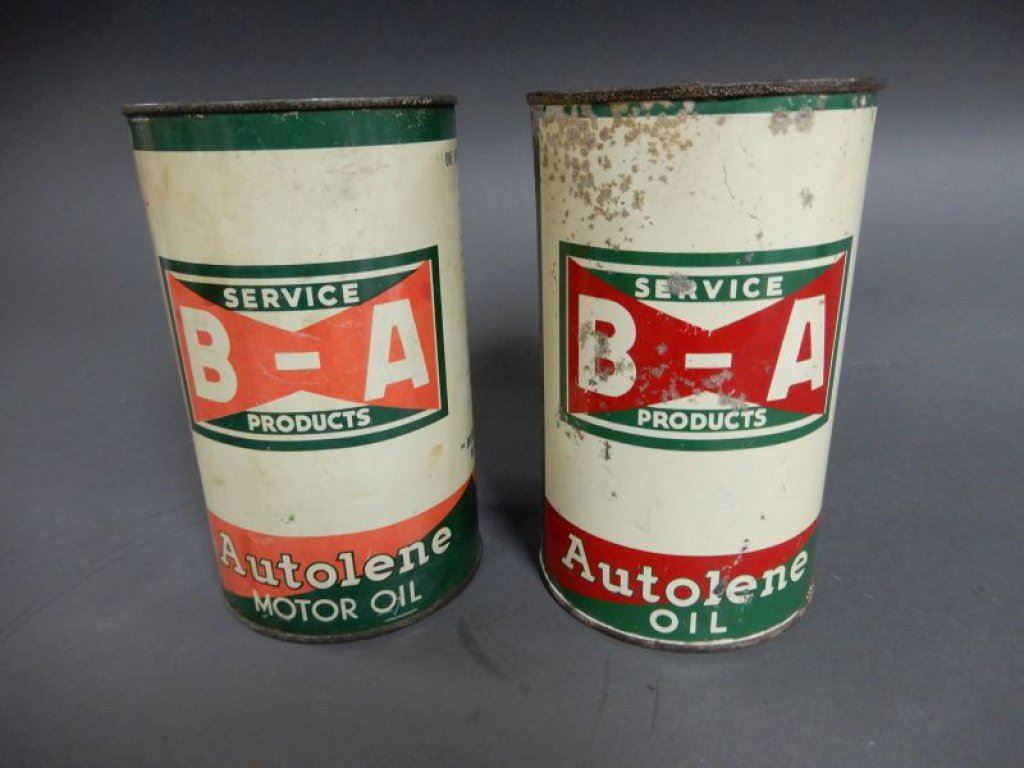 SERVICE
B-A
PRODUCTS
Autolene
MOTOR OIL
SERVICE
B-A
PRODUCTS
Autolene
OIL